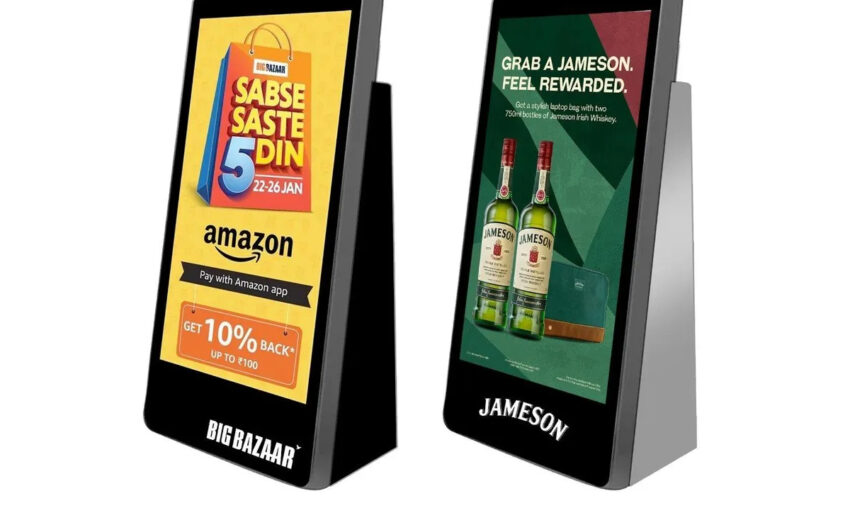 BIG BAZAAR
SABSE
SASTE
5 DIN
22-26 JAN
amazon
Pay with Amazon app
GET 10% BACK*
UP TO ₹100
BIG BAZAAR
GRAB A JAMESON.
FEEL REWARDED.
Get a stylish laptop bag with two
750ml bottles of Jameson Irish Whiskey.
JAMESON
JAMESON
JAMESON